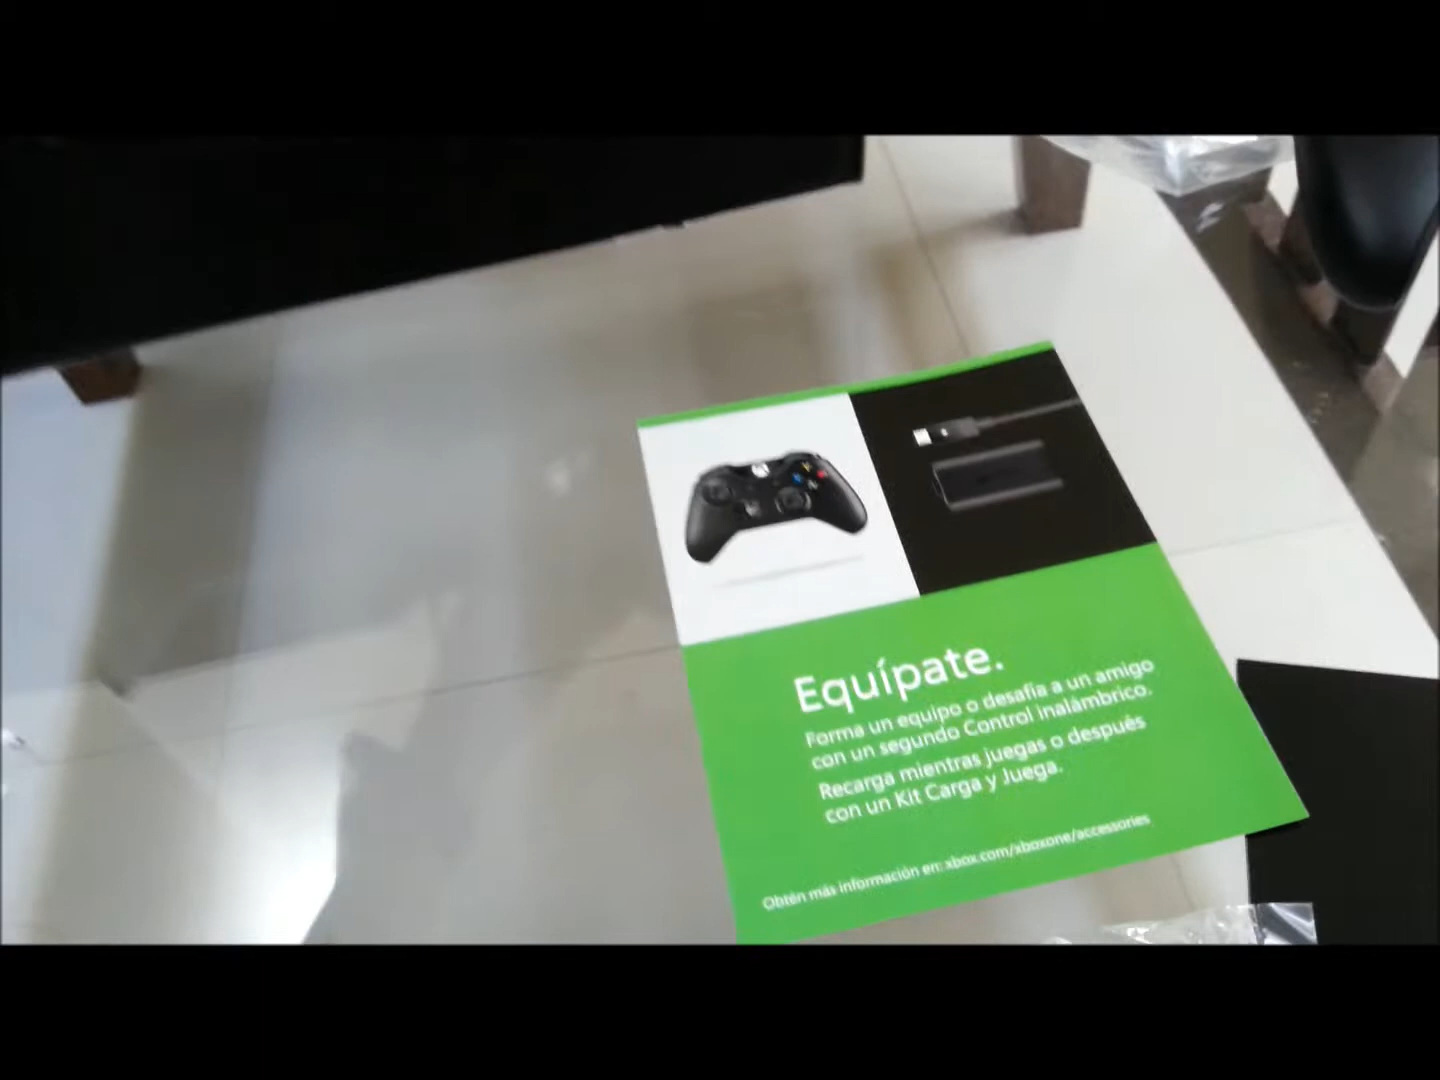 Equípate.
Forma un equipo o desafía a un amigo
con un segundo Control inalámbrico.
Recarga mientras juegas o después
con un Kit Carga y Juega.
Obtén más información en: xbox.com/xboxone/accessories